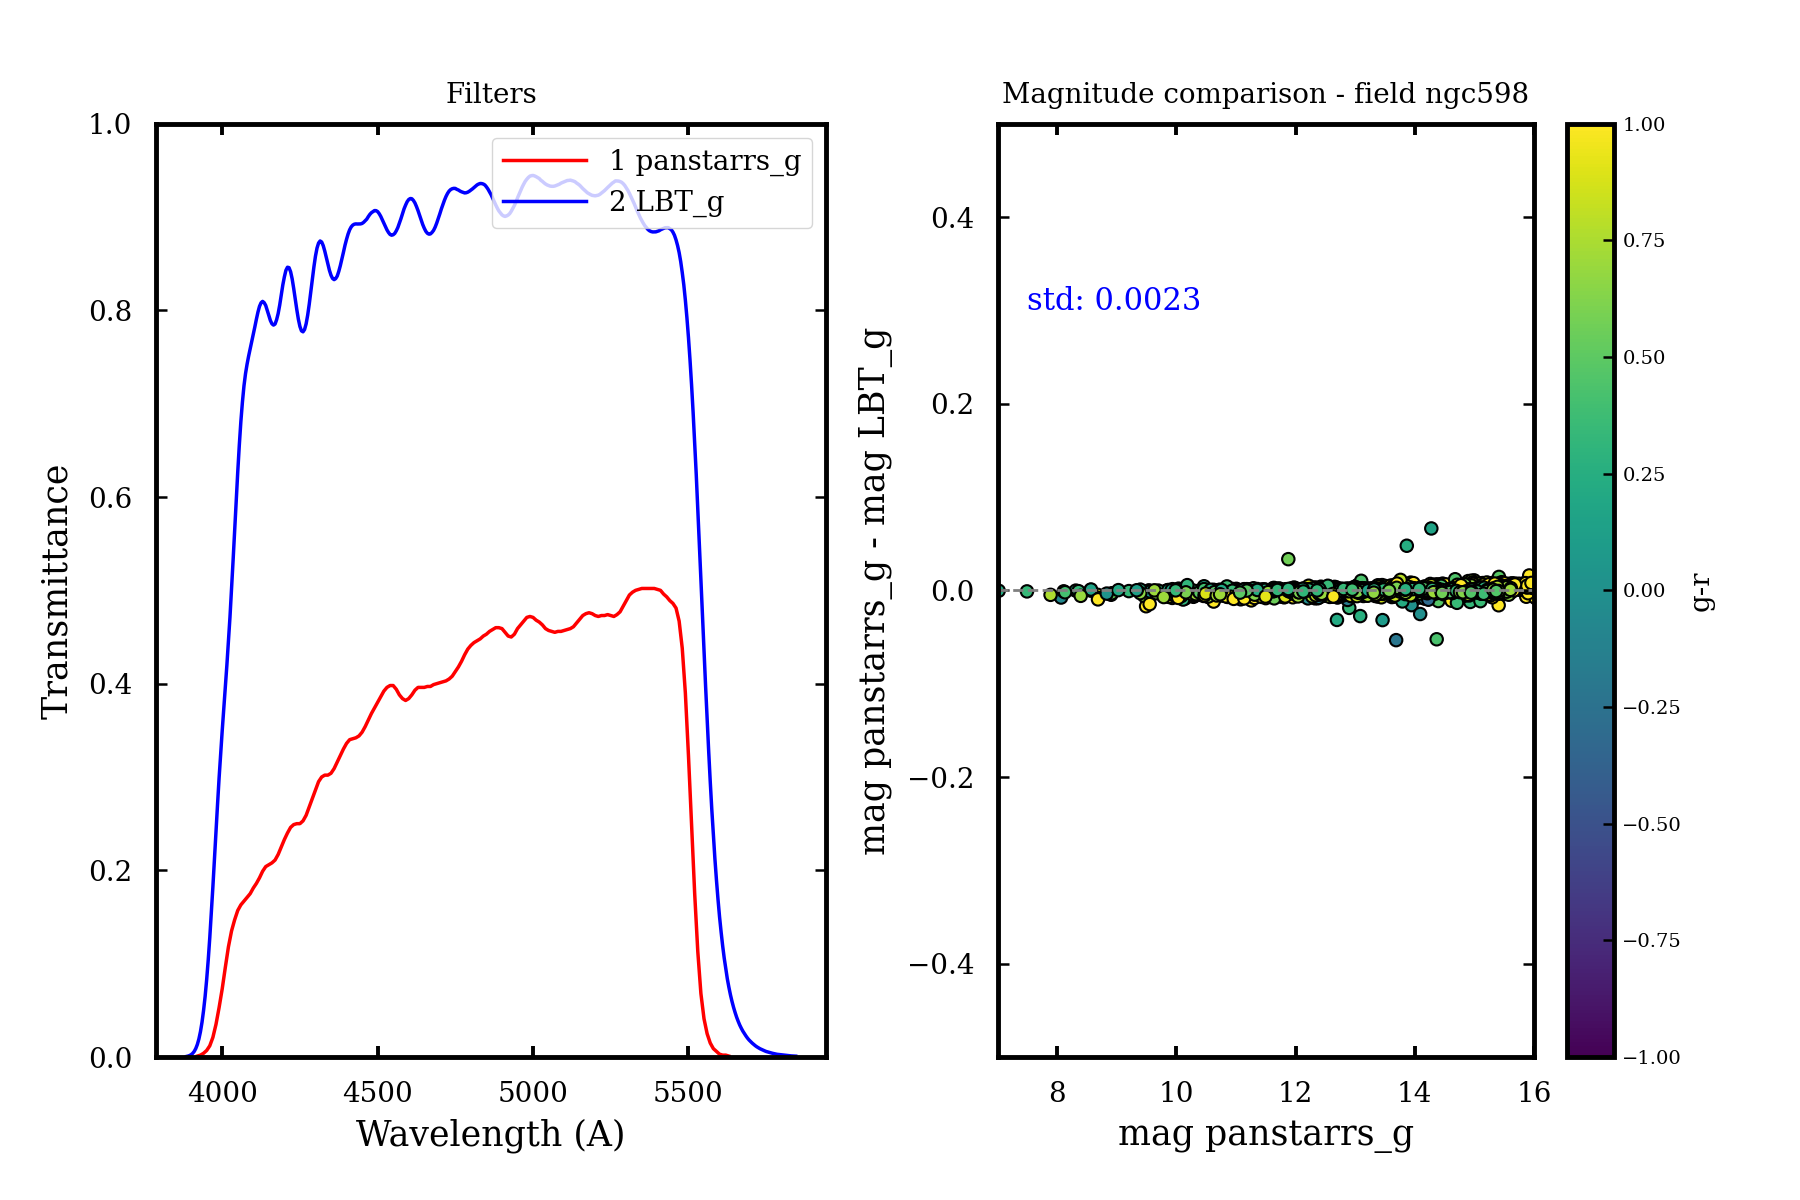 Filters
1.0
0.8
0.6
0.4
0.2
0.0
Transmittance
1 panstarrs_g
2 LBT_g
4000 4500 5000 5500
Wavelength (A)
Magnitude comparison - field ngc598
0.4
0.2
0.0
−0.2
−0.4
mag panstarrs_g - mag LBT_g
std: 0.0023
8 10 12 14 16
mag panstarrs_g
1.00
0.75
0.50
0.25
0.00
−0.25
−0.50
−0.75
−1.00
g-r